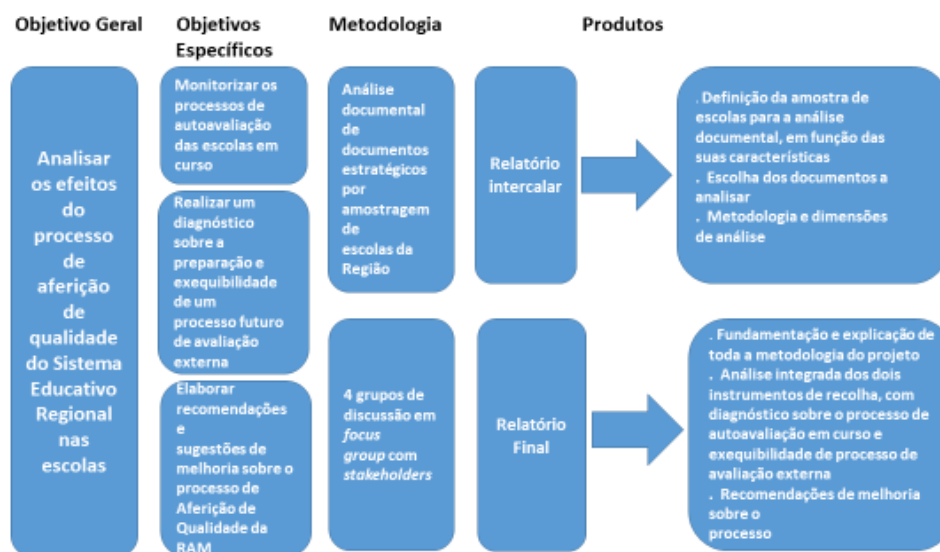 Objetivo Geral
Objetivos
Específicos
Metodologia
Produtos
Analisar
os efeitos
do
processo
de
aferição
de
qualidade
do Sistema
Educativo
Regional
nas
escolas
Monitorizar os
processos de
autoavaliação
das escolas em
curso
Realizar um
diagnóstico
sobre a
preparação e
exequibilidade
de um
processo futuro
de avaliação
externa
Elaborar
recomendações
e
sugestões de
melhoria sobre o
processo de
Aferição de
Qualidade da
RAM
Análise
documental
de
documentos
estratégicos
por
amostragem
de
escolas da
Região
4 grupos de
discussão em
focus
group com
stakeholders
Relatório
intercalar
Relatório
Final
. Definição da amostra de
escolas para a análise
documental, em função das
suas características
. Escolha dos documentos a
analisar
. Metodologia e dimensões
de análise
. Fundamentação e explicação de
toda a metodologia do projeto
. Análise integrada dos dois
instrumentos de recolha, com
diagnóstico sobre o processo de
autoavaliação em curso e
exequibilidade de processo de
avaliação externa
. Recomendações de melhoria
sobre o
processo